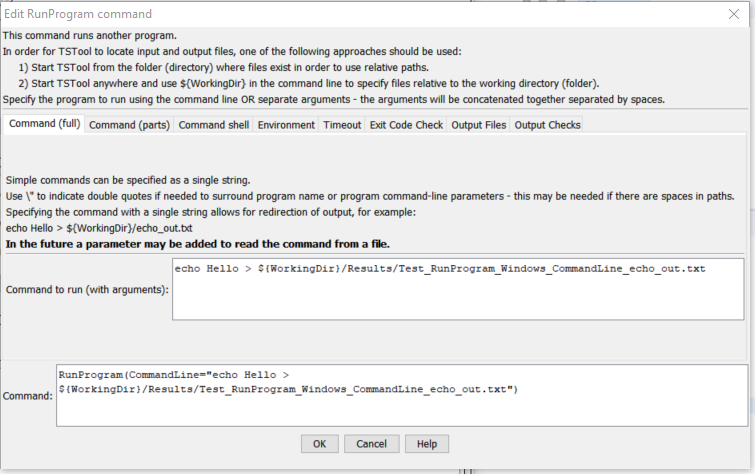 Edit RunProgram command
This command runs another program.
In order for TSTool to locate input and output files, one of the following approaches should be used:
1) Start TSTool from the folder (directory) where files exist in order to use relative paths.
2) Start TSTool anywhere and use ${WorkingDir} in the command line to specify files relative to the working directory (folder).
Specify the program to run using the command line OR separate arguments - the arguments will be concatenated together separated by spaces.
Command (full) Command (parts) Command shell Environment Timeout Exit Code Check Output Files Output Checks
Simple commands can be specified as a single string.
Use \" to indicate double quotes if needed to surround program name or program command-line parameters - this may be needed if there are spaces in paths.
Specifying the command with a single string allows for redirection of output, for example:
echo Hello > ${WorkingDir}/echo_out.txt
In the future a parameter may be added to read the command from a file.
Command to run (with arguments): echo Hello > ${WorkingDir}/Results/Test_RunProgram_Windows_CommandLine_echo_out.txt
Command: RunProgram(CommandLine="echo Hello >
${WorkingDir}/Results/Test_RunProgram_Windows_CommandLine_echo_out.txt")
OK Cancel Help